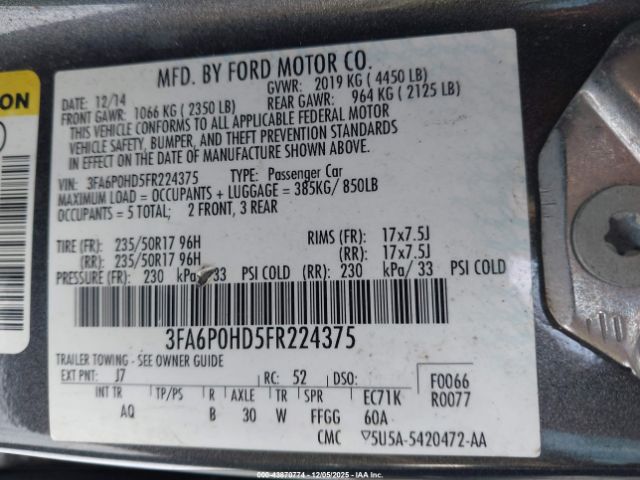 ON
MFD. BY FORD MOTOR CO.
DATE: 12/14 GVWR: 2019 KG ( 4450 LB)
FRONT GAWR: 1066 KG ( 2350 LB) REAR GAWR: 964 KG ( 2125 LB)
THIS VEHICLE CONFORMS TO ALL APPLICABLE FEDERAL MOTOR
VEHICLE SAFETY, BUMPER, AND THEFT PREVENTION STANDARDS
IN EFFECT ON THE DATE OF MANUFACTURE SHOWN ABOVE.
VIN: 3FA6P0HD5FR224375 TYPE: Passenger Car
MAXIMUM LOAD = OCCUPANTS + LUGGAGE = 385KG/ 850LB
OCCUPANTS = 5 TOTAL; 2 FRONT, 3 REAR
TIRE (FR): 235/50R17 96H RIMS (FR): 17x7.5J
(RR): 235/50R17 96H (RR): 17x7.5J
PRESSURE (FR): 230 kPa/ 33 PSI COLD (RR): 230 kPa/ 33 PSI COLD
3FA6P0HD5FR224375
TRAILER TOWING - SEE OWNER GUIDE
EXT PNT: J7 RC: 52 DSO: F0066
INT TR TP/PS R AXLE TR SPR EC71K R0077
AQ B 30 W FFGG 60A
CMC 5U5A-5420472-AA
000-43870774 - 12/05/2025 - IAAI.COM